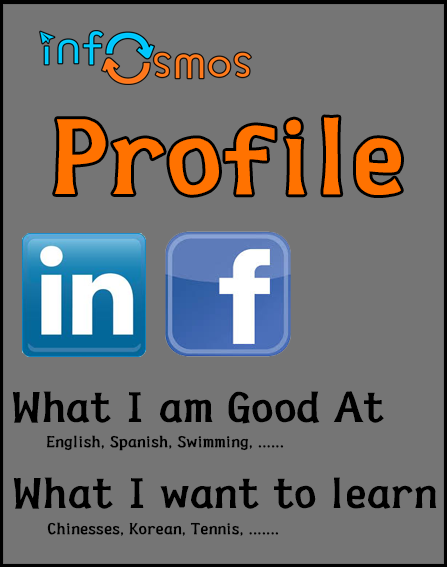 infOsmos
Profile
in f
What I am Good At
English, Spanish, Swimming, ......
What I want to learn
Chinesses, Korean, Tennis, .......